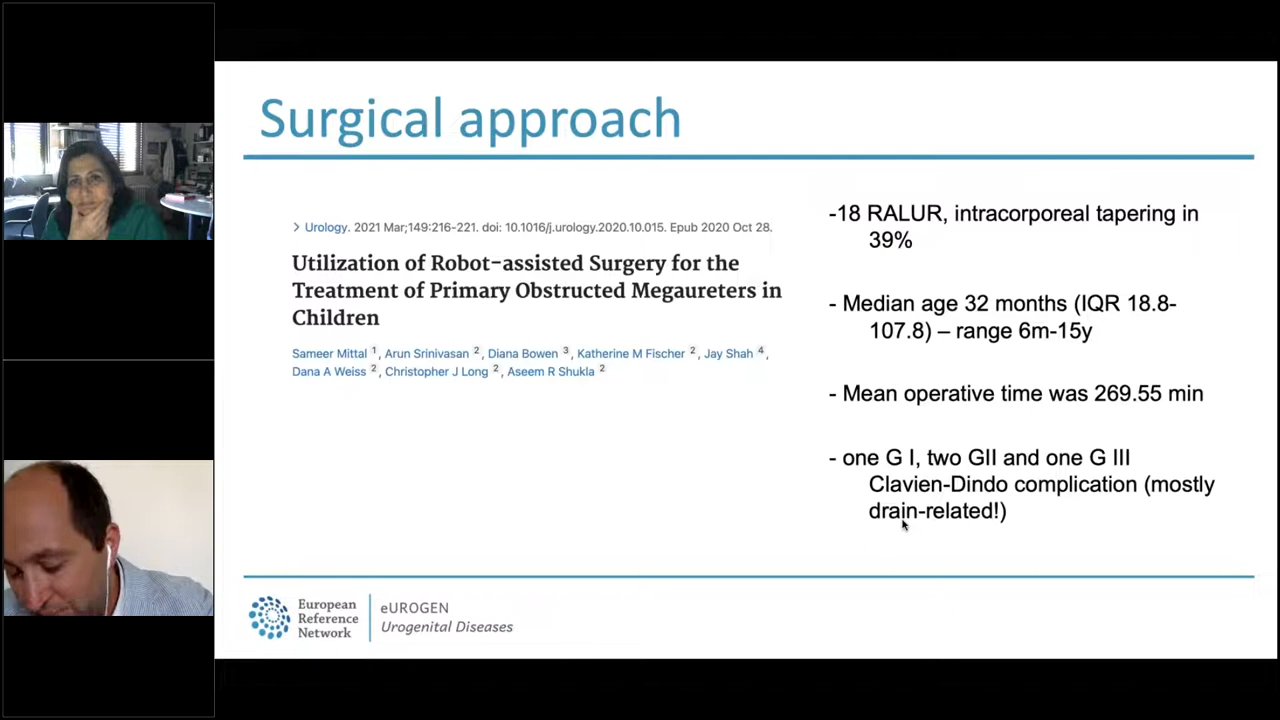 Surgical approach
> Urology. 2021 Mar;149:216-221. doi: 10.1016/j.urology.2020.10.015. Epub 2020 Oct 28.
Utilization of Robot-assisted Surgery for the
Treatment of Primary Obstructed Megaureters in
Children
Sameer Mittal 1, Arun Srinivasan 2, Diana Bowen 3, Katherine M Fischer 2, Jay Shah 4,
Dana A Weiss 2, Christopher J Long 2, Aseem R Shukla 2
-18 RALUR, intracorporeal tapering in
39%
- Median age 32 months (IQR 18.8-
107.8) – range 6m-15y
- Mean operative time was 269.55 min
- one G I, two GII and one G III
Clavien-Dindo complication (mostly
drain-related!)
European
Reference
Network
eUROGEN
Urogenital Diseases